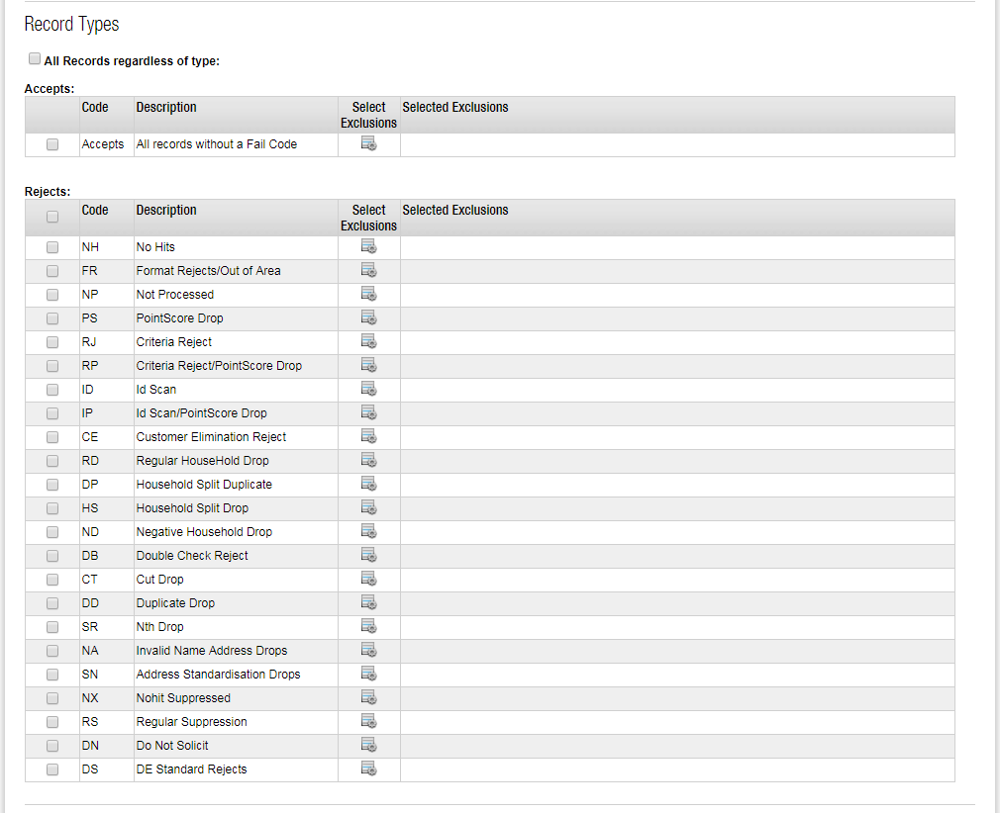 Record Types
All Records regardless of type:
Accepts:
Code Description Select Exclusions Selected Exclusions
Accepts All records without a Fail Code
Rejects:
Code Description Select Exclusions Selected Exclusions
NH No Hits
FR Format Rejects/Out of Area
NP Not Processed
PS PointScore Drop
RJ Criteria Reject
RP Criteria Reject/PointScore Drop
ID Id Scan
IP Id Scan/PointScore Drop
CE Customer Elimination Reject
RD Regular HouseHold Drop
DP Household Split Duplicate
HS Household Split Drop
ND Negative Household Drop
DB Double Check Reject
CT Cut Drop
DD Duplicate Drop
SR Nth Drop
NA Invalid Name Address Drops
SN Address Standardisation Drops
NX Nohit Suppressed
RS Regular Suppression
DN Do Not Solicit
DS DE Standard Rejects